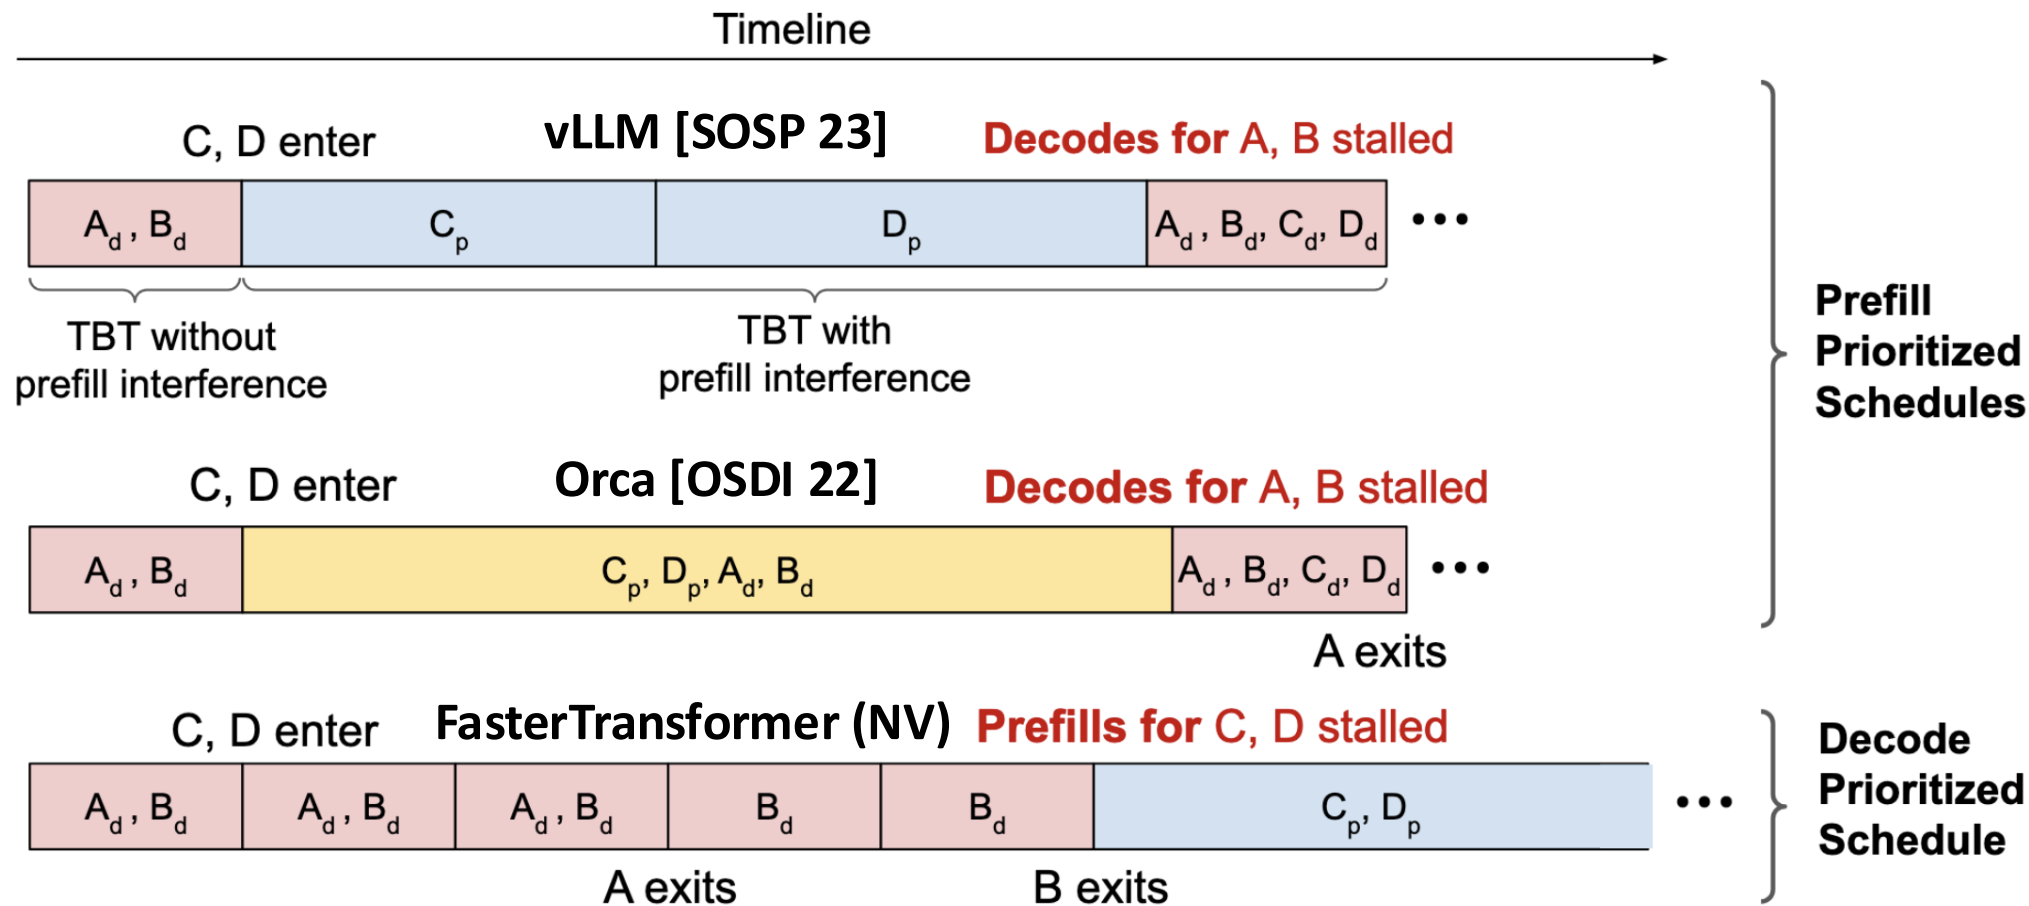 Timeline
C, D enter
vLLM [SOSP 23]
Decodes for A, B stalled
Ad , Bd
Cp
Dp
Ad , Bd, Cd, Dd
•••
TBT without
prefill interference
TBT with
prefill interference
Prefill
Prioritized
Schedules
C, D enter
Orca [OSDI 22]
Decodes for A, B stalled
Ad , Bd
Cp, Dp, Ad, Bd
Ad , Bd, Cd, Dd
•••
A exits
C, D enter
FasterTransformer (NV)
Prefills for C, D stalled
Ad , Bd
Ad , Bd
Ad , Bd
Bd
Bd
Cp, Dp
•••
A exits
B exits
Decode
Prioritized
Schedule